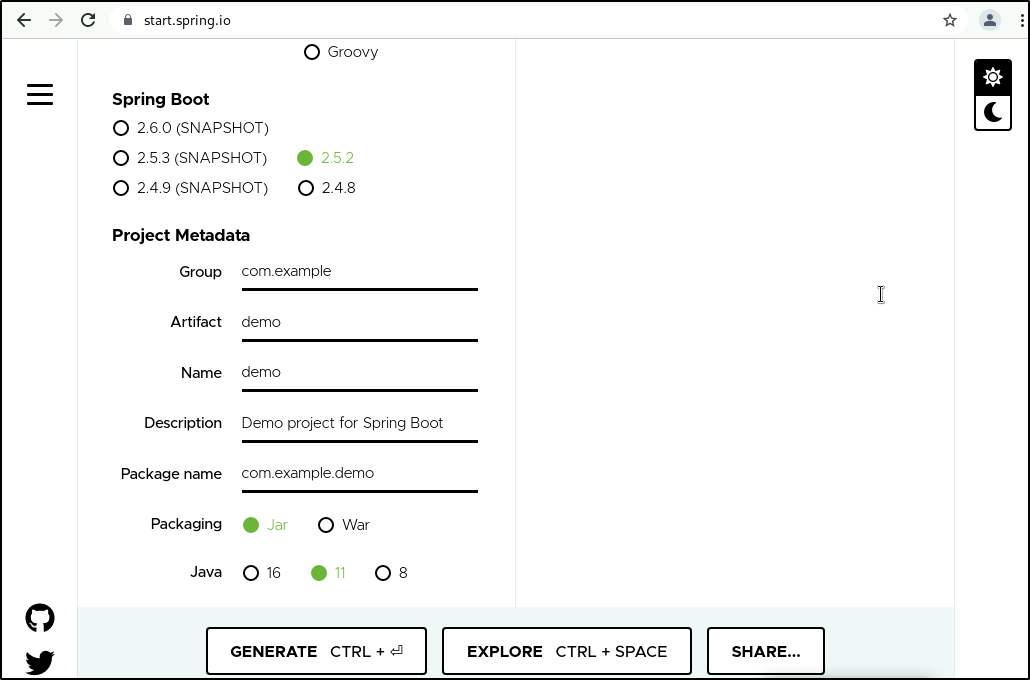 start.spring.io
Groovy
Spring Boot
2.6.0 (SNAPSHOT)
2.5.3 (SNAPSHOT) 2.5.2
2.4.9 (SNAPSHOT) 2.4.8
Project Metadata
Group com.example
Artifact demo
Name demo
Description Demo project for Spring Boot
Package name com.example.demo
Packaging Jar War
Java 16 11 8
GENERATE CTRL + ⏎ EXPLORE CTRL + SPACE SHARE...